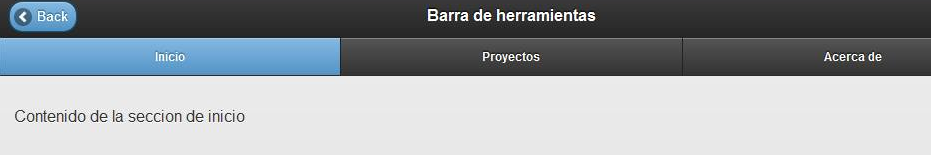 Back
Barra de herramientas
Inicio
Proyectos
Acerca de
Contenido de la seccion de inicio